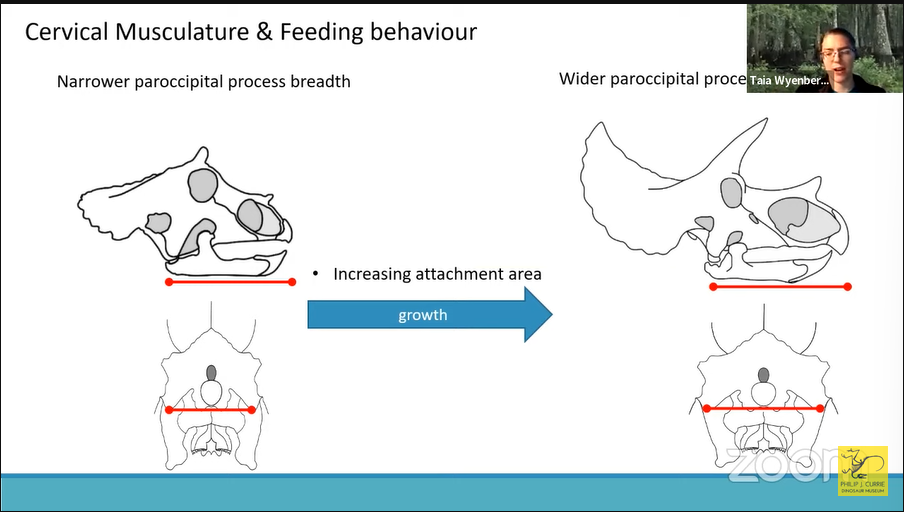 Cervical Musculature & Feeding behaviour
Narrower paroccipital process breadth
Wider paroccipital
Taia Wyenber...
• Increasing attachment area
growth
zoom
PHILIP J. CURRIE
DINOSAUR MUSEUM